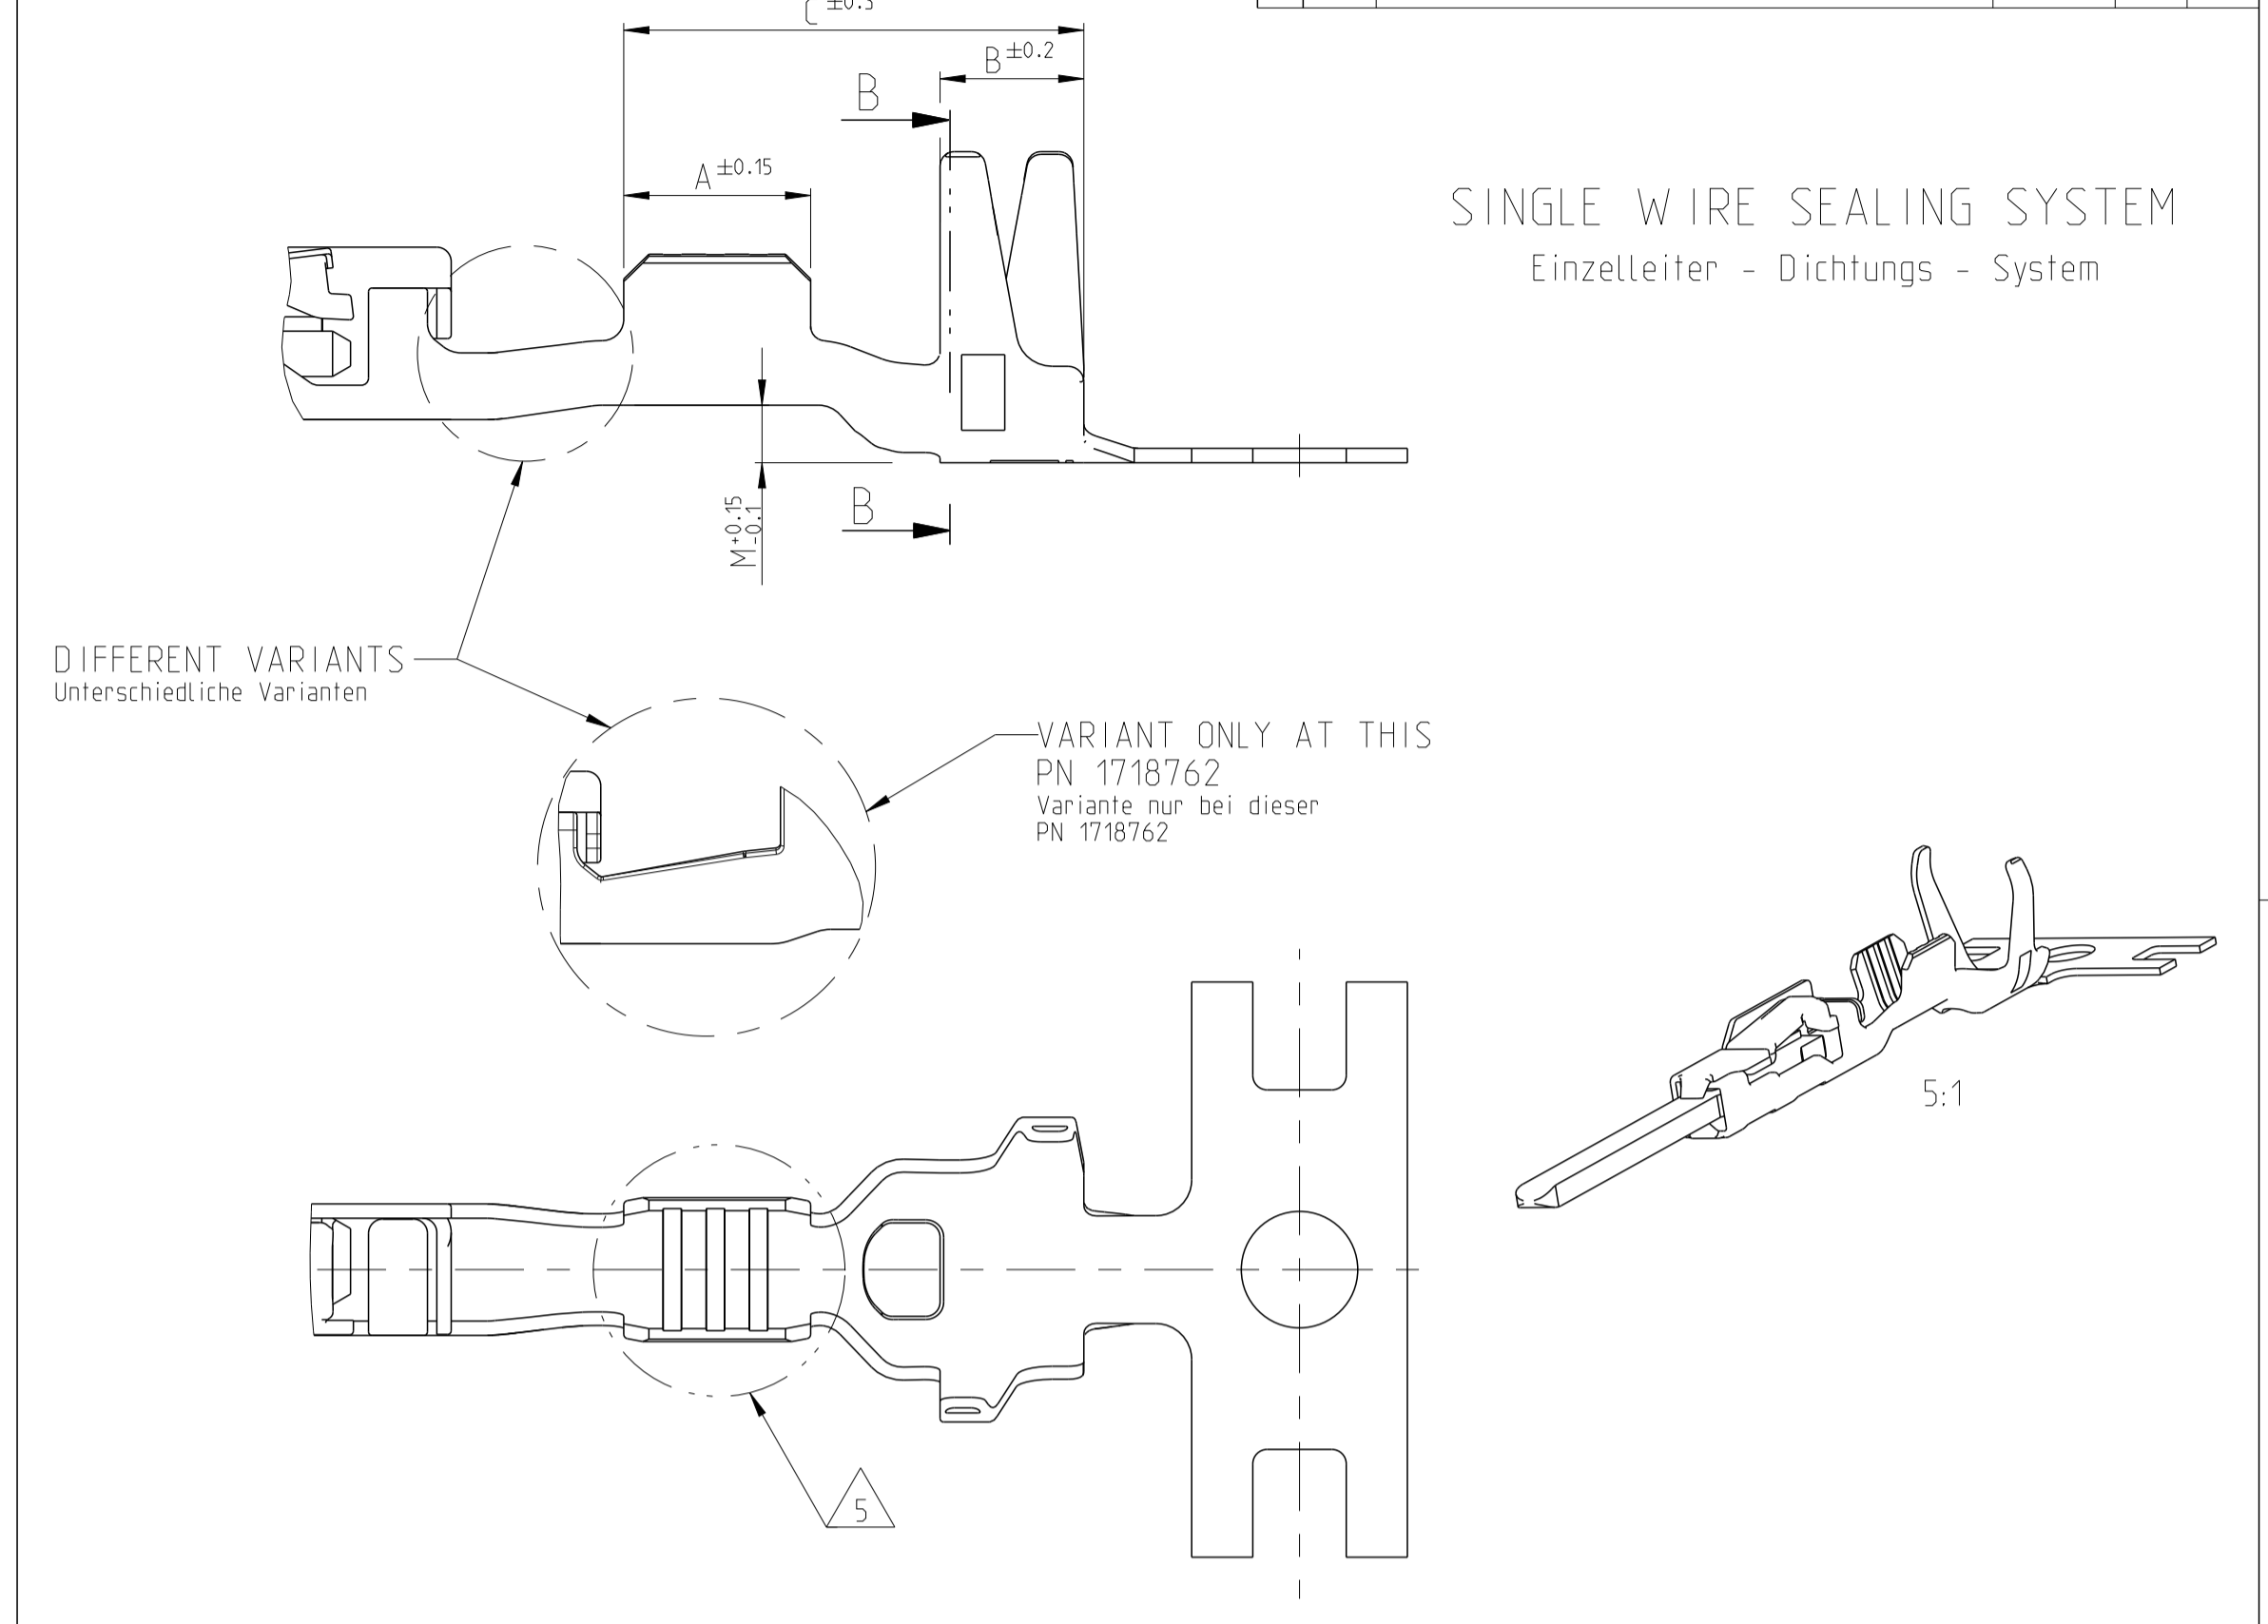 C ±0.3
B ±0.2
B
A ±0.15
SINGLE WIRE SEALING SYSTEM
Einzelleiter - Dichtungs - System
M +0.15 -0.1
B
DIFFERENT VARIANTS
Unterschiedliche Varianten
VARIANT ONLY AT THIS
PN 1718762
Variante nur bei dieser
PN 1718762
5:1
5